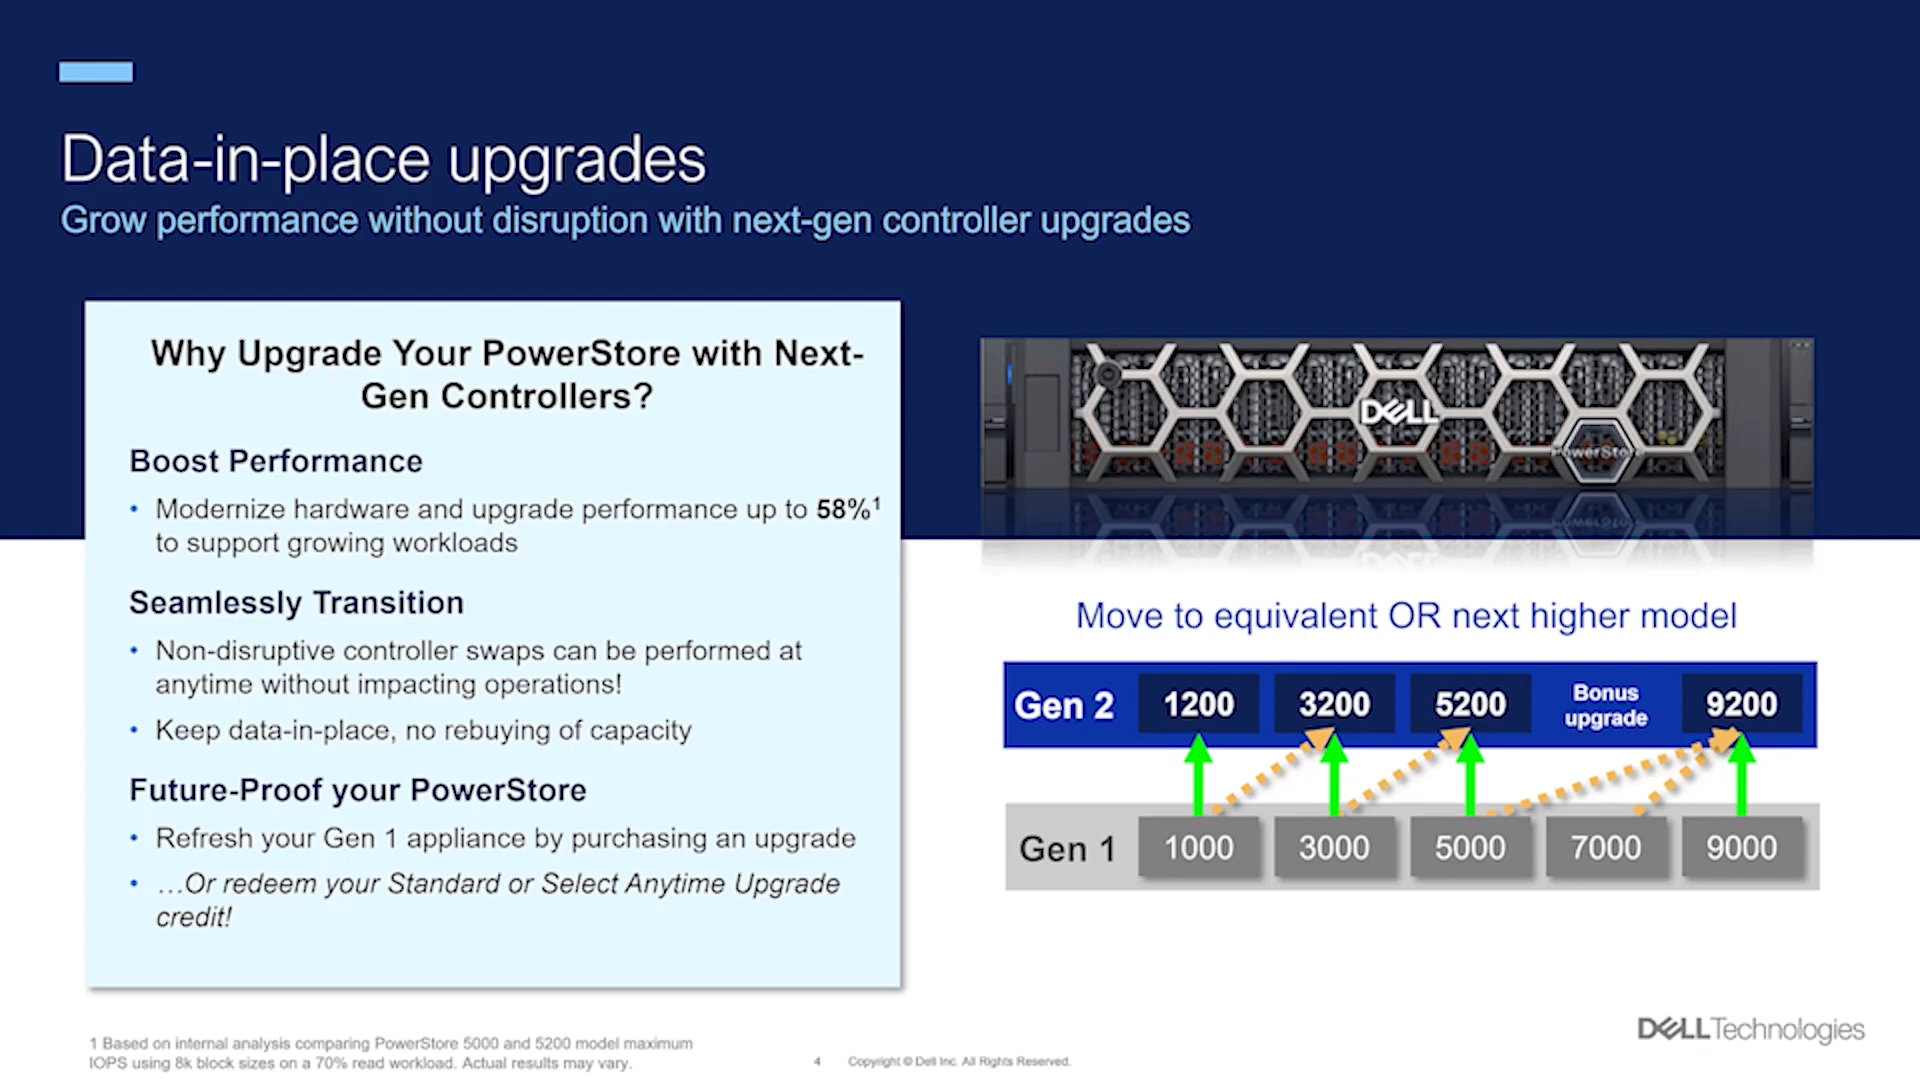 Data-in-place upgrades
Grow performance without disruption with next-gen controller upgrades
Why Upgrade Your PowerStore with Next-
Gen Controllers?
Boost Performance
• Modernize hardware and upgrade performance up to 58%¹
to support growing workloads
Seamlessly Transition
• Non-disruptive controller swaps can be performed at
anytime without impacting operations!
• Keep data-in-place, no rebuying of capacity
Future-Proof your PowerStore
• Refresh your Gen 1 appliance by purchasing an upgrade
• …Or redeem your Standard or Select Anytime Upgrade
credit!
DELL
PowerStore
Move to equivalent OR next higher model
Gen 2 1200 3200 5200 Bonus
upgrade 9200
Gen 1 1000 3000 5000 7000 9000
1 Based on internal analysis comparing PowerStore 5000 and 5200 model maximum
IOPS using 8k block sizes on a 70% read workload. Actual results may vary.
4 Copyright © Dell Inc. All Rights Reserved.
DELL Technologies